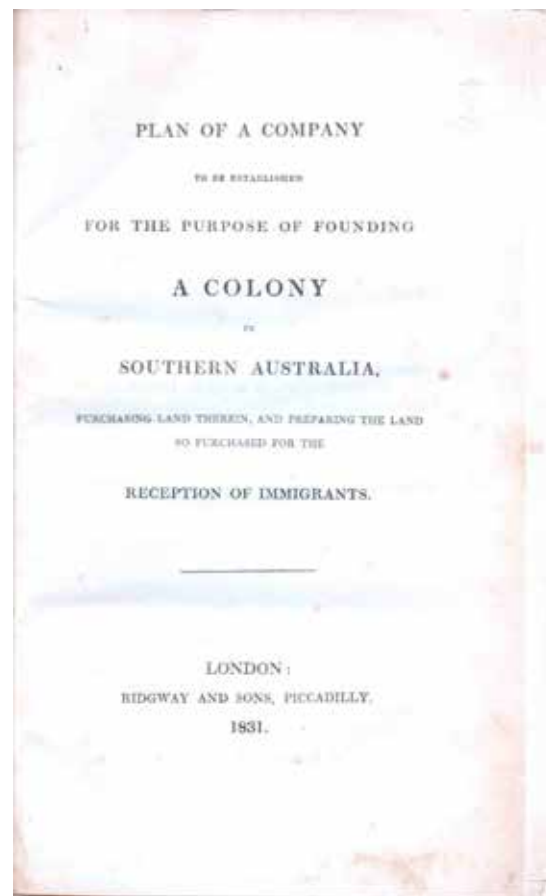 PLAN OF A COMPANY
TO BE ESTABLISHED
FOR THE PURPOSE OF FOUNDING
A COLONY
IN
SOUTHERN AUSTRALIA,
PURCHASING LAND THEREIN, AND PREPARING THE LAND
SO PURCHASED FOR THE
RECEPTION OF IMMIGRANTS.
LONDON:
RIDGWAY AND SONS, PICCADILLY.
1831.